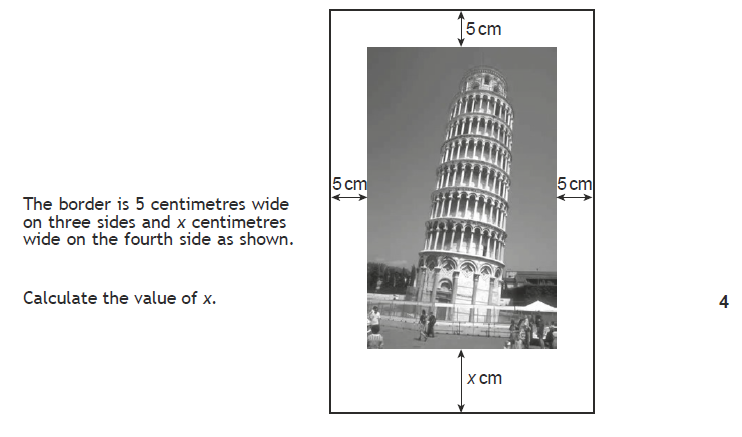 5 cm
5 cm
5 cm
The border is 5 centimetres wide
on three sides and x centimetres
wide on the fourth side as shown.
Calculate the value of x.
4
x cm